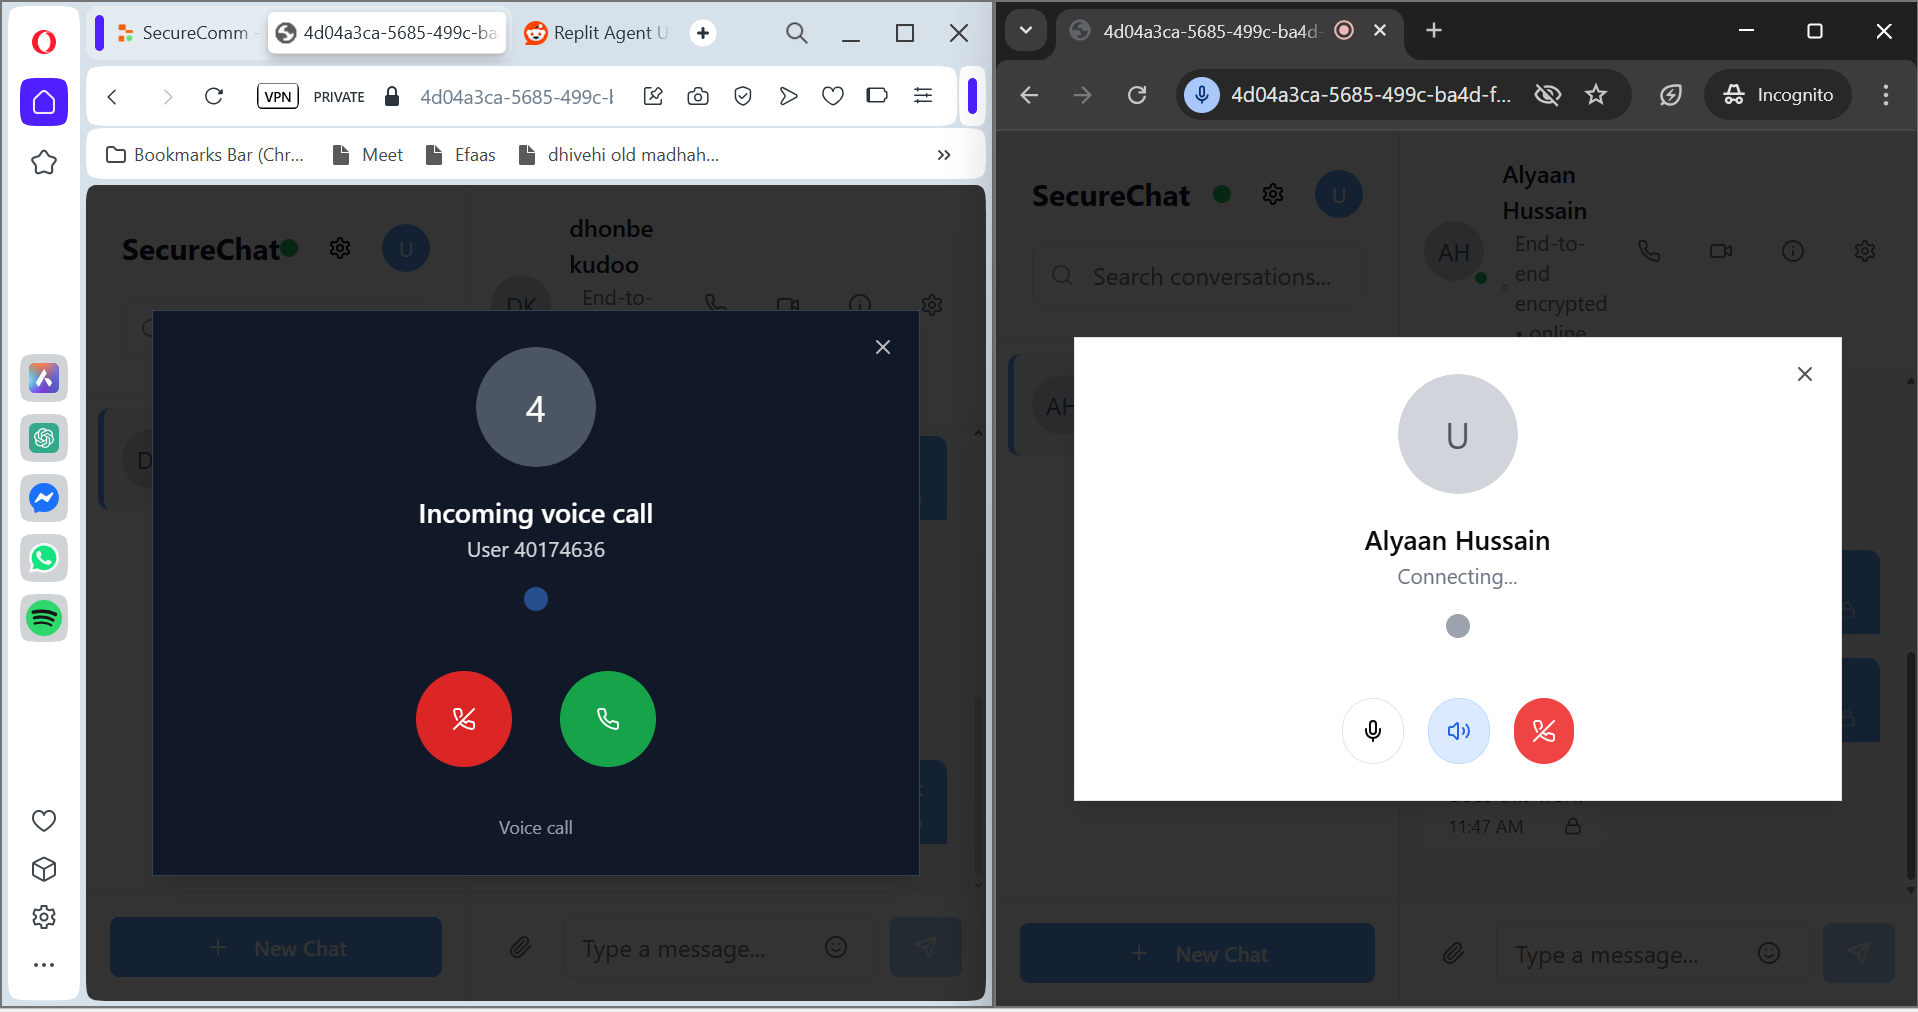 SecureComm -
4d04a3ca-5685-499c-ba
Replit Agent U
VPN
PRIVATE
4d04a3ca-5685-499c-b
Bookmarks Bar (Chr...
Meet
Efaas
dhivehi old madhah...
SecureChat
U
dhonbe
kudoo
DK
End-to-
D
4
Incoming voice call
User 40174636
Voice call
New Chat
Type a message...
4d04a3ca-5685-499c-ba4d-
4d04a3ca-5685-499c-ba4d-f...
Incognito
SecureChat
U
Search conversations...
AH
Alyaan
Hussain
End-to-
end
encrypted
• online
AH
U
Alyaan Hussain
Connecting...
11:47 AM
New Chat
Type a message...